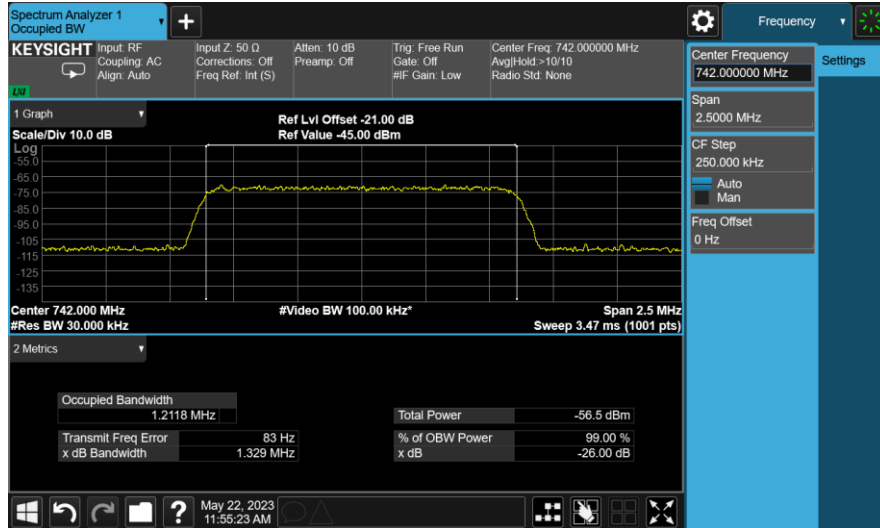 Spectrum Analyzer 1
Occupied BW
+
Frequency
KEYSIGHT
Input: RF
Coupling: AC
Align: Auto
Input Z: 50 Ω
Corrections: Off
Freq Ref: Int (S)
Atten: 10 dB
Preamp: Off
Trig: Free Run
Gate: Off
#IF Gain: Low
Center Freq: 742.000000 MHz
Avg|Hold:>10/10
Radio Std: None
LXI
Center Frequency
742.000000 MHz
Settings
Span
2.5000 MHz
CF Step
250.000 kHz
Auto
Man
Freq Offset
0 Hz
1 Graph
Scale/Div 10.0 dB
Ref Lvl Offset -21.00 dB
Ref Value -45.00 dBm
Log
-55.0
-65.0
-75.0
-85.0
-95.0
-105
-115
-125
-135
Center 742.000 MHz
#Video BW 100.00 kHz*
Span 2.5 MHz
#Res BW 30.000 kHz
Sweep 3.47 ms (1001 pts)
2 Metrics
Occupied Bandwidth
1.2118 MHz
Total Power -56.5 dBm
Transmit Freq Error 83 Hz
% of OBW Power 99.00 %
x dB Bandwidth 1.329 MHz
x dB -26.00 dB
?
May 22, 2023
11:55:23 AM